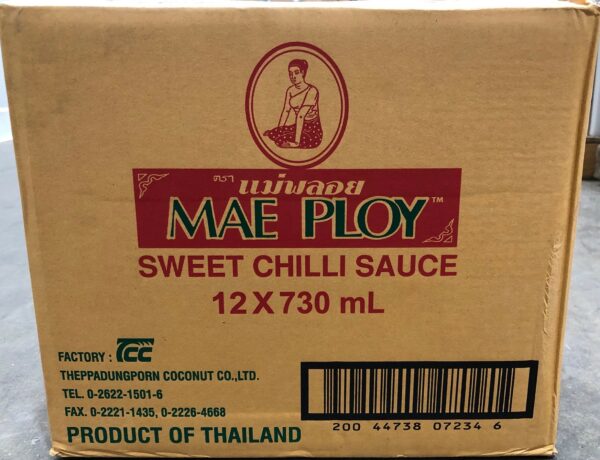 ตรา แม่พลอย
MAE PLOY™
SWEET CHILLI SAUCE
12 X 730 mL
FACTORY : TCC
THEPPADUNGPORN COCONUT CO.,LTD.
TEL. 0-2622-1501-6
FAX. 0-2221-1435, 0-2226-4668
PRODUCT OF THAILAND
200 44738 07234 6